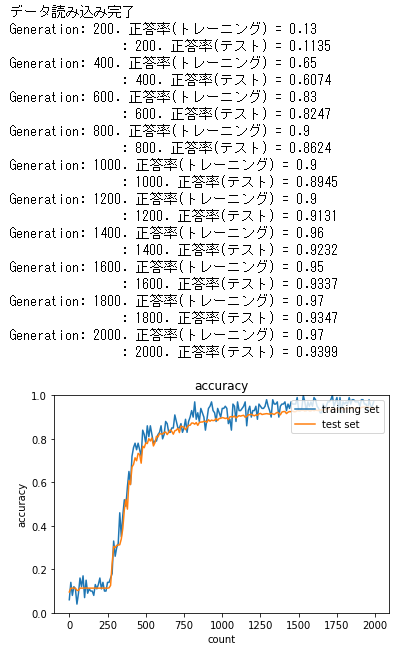 データ読み込み完了
Generation: 200. 正答率(トレーニング) = 0.13
: 200. 正答率(テスト) = 0.1135
Generation: 400. 正答率(トレーニング) = 0.65
: 400. 正答率(テスト) = 0.6074
Generation: 600. 正答率(トレーニング) = 0.83
: 600. 正答率(テスト) = 0.8247
Generation: 800. 正答率(トレーニング) = 0.9
: 800. 正答率(テスト) = 0.8624
Generation: 1000. 正答率(トレーニング) = 0.9
: 1000. 正答率(テスト) = 0.8945
Generation: 1200. 正答率(トレーニング) = 0.9
: 1200. 正答率(テスト) = 0.9131
Generation: 1400. 正答率(トレーニング) = 0.96
: 1400. 正答率(テスト) = 0.9232
Generation: 1600. 正答率(トレーニング) = 0.95
: 1600. 正答率(テスト) = 0.9337
Generation: 1800. 正答率(トレーニング) = 0.97
: 1800. 正答率(テスト) = 0.9347
Generation: 2000. 正答率(トレーニング) = 0.97
: 2000. 正答率(テスト) = 0.9399
accuracy
1.0
training set
test set
0.8
0.6
accuracy
0.4
0.2
0.0
0 250 500 750 1000 1250 1500 1750 2000
count